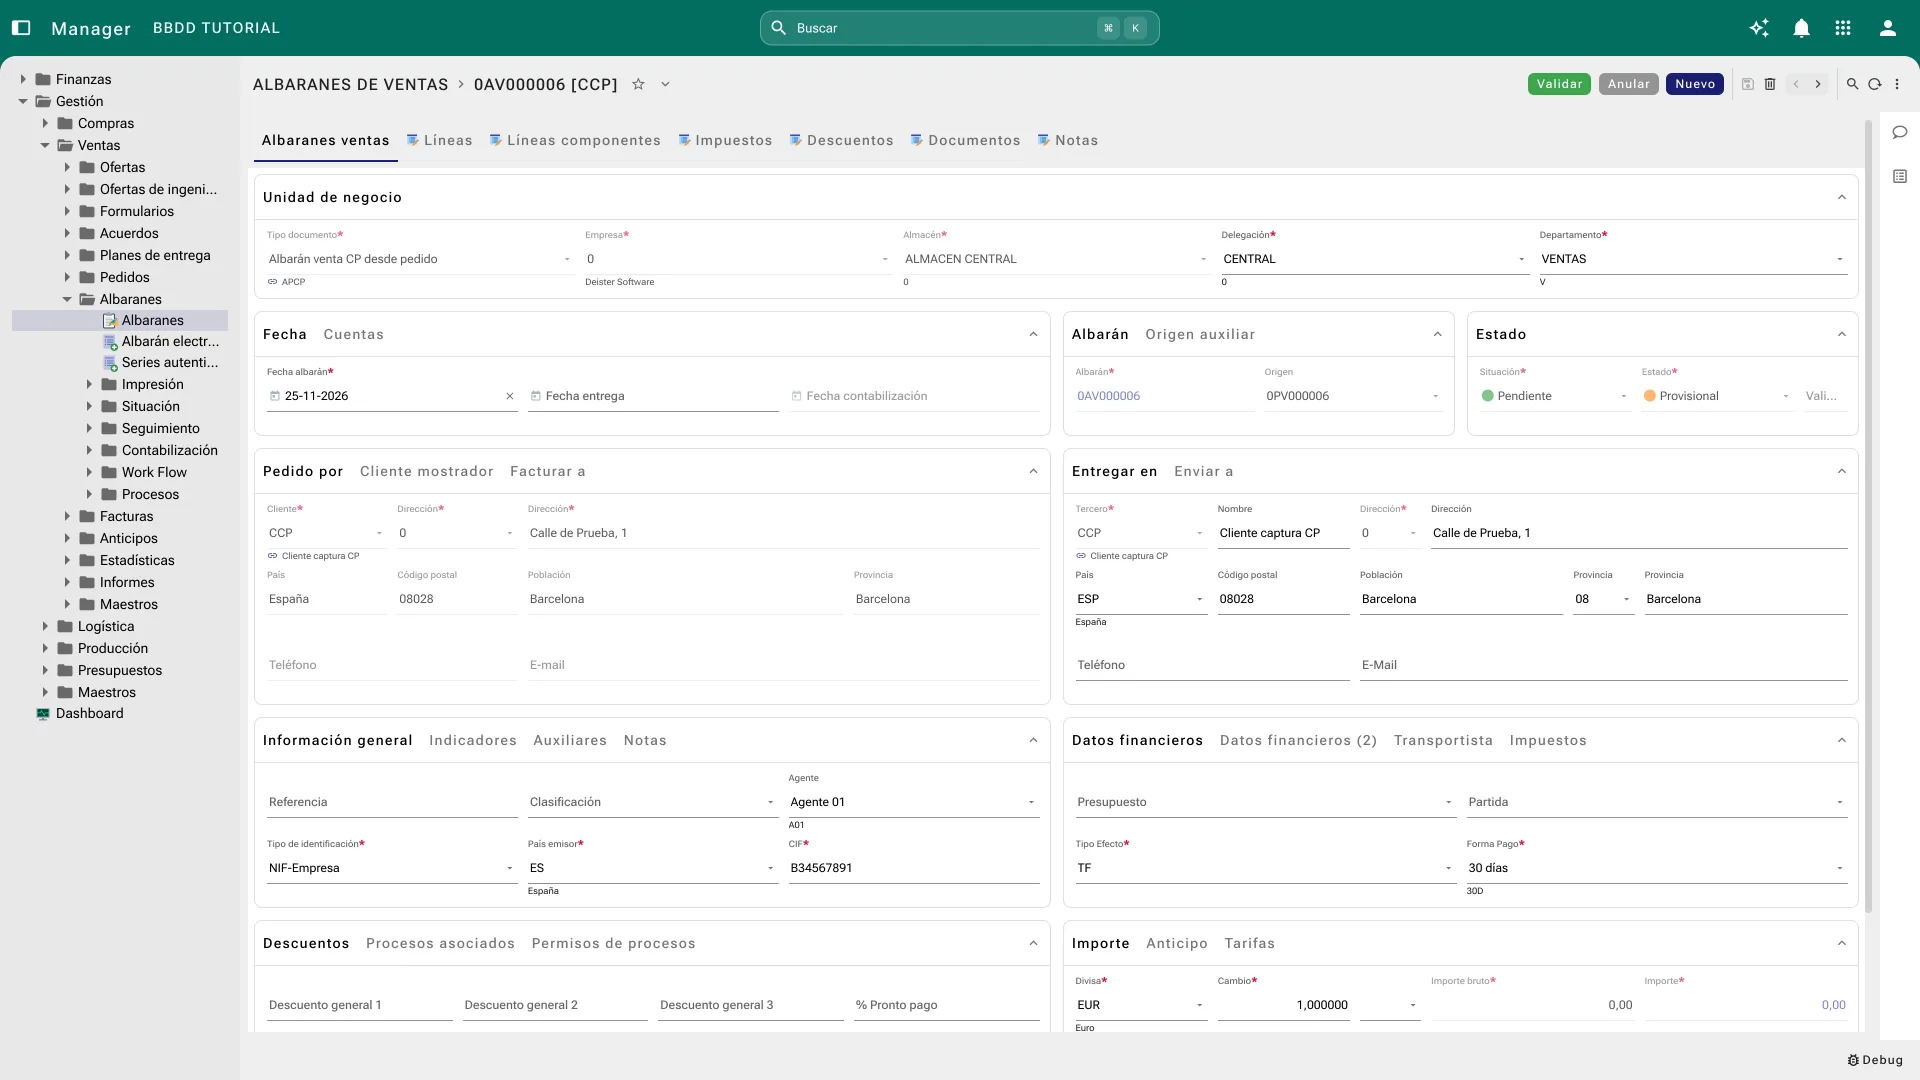 Manager BBDD TUTORIAL
Buscar ⌘ K
Finanzas
Gestión
Compras
Ventas
Ofertas
Ofertas de ingeni...
Formularios
Acuerdos
Planes de entrega
Pedidos
Albaranes
Albaranes
Albarán electr...
Series autenti...
Impresión
Situación
Seguimiento
Contabilización
Work Flow
Procesos
Facturas
Anticipos
Estadísticas
Informes
Maestros
Logística
Producción
Presupuestos
Maestros
Dashboard
ALBARANES DE VENTAS > 0AV000006 [CCP]
Validar Anular Nuevo
Albaranes ventas Líneas Líneas componentes Impuestos Descuentos Documentos Notas
Unidad de negocio
Tipo documento* Empresa* Almacén* Delegación* Departamento*
Albarán venta CP desde pedido 0 ALMACEN CENTRAL CENTRAL VENTAS
APCP Deister Software 0 0 V
Fecha Cuentas
Fecha albarán*
25-11-2026 Fecha entrega Fecha contabilización
Albarán Origen auxiliar
Albarán* Origen
0AV000006 0PV000006
Estado
Situación* Estado*
Pendiente Provisional Vali...
Pedido por Cliente mostrador Facturar a
Cliente* Dirección* Dirección*
CCP 0 Calle de Prueba, 1
Cliente captura CP
País Código postal Población Provincia
España 08028 Barcelona Barcelona
Teléfono E-mail
Entregar en Enviar a
Tercero* Nombre Dirección* Dirección
CCP Cliente captura CP 0 Calle de Prueba, 1
Cliente captura CP
País Código postal Población Provincia Provincia
ESP 08028 Barcelona 08 Barcelona
España
Teléfono E-Mail
Información general Indicadores Auxiliares Notas
Agente
Referencia Clasificación Agente 01
A01
Tipo de identificación* País emisor* CIF*
NIF-Empresa ES B34567891
España
Datos financieros Datos financieros (2) Transportista Impuestos
Presupuesto Partida
Tipo Efecto* Forma Pago*
TF 30 días
30D
Descuentos Procesos asociados Permisos de procesos
Descuento general 1 Descuento general 2 Descuento general 3 % Pronto pago
Importe Anticipo Tarifas
Divisa* Cambio* Importe bruto* Importe*
EUR 1,000000 0,00 0,00
Euro
Debug